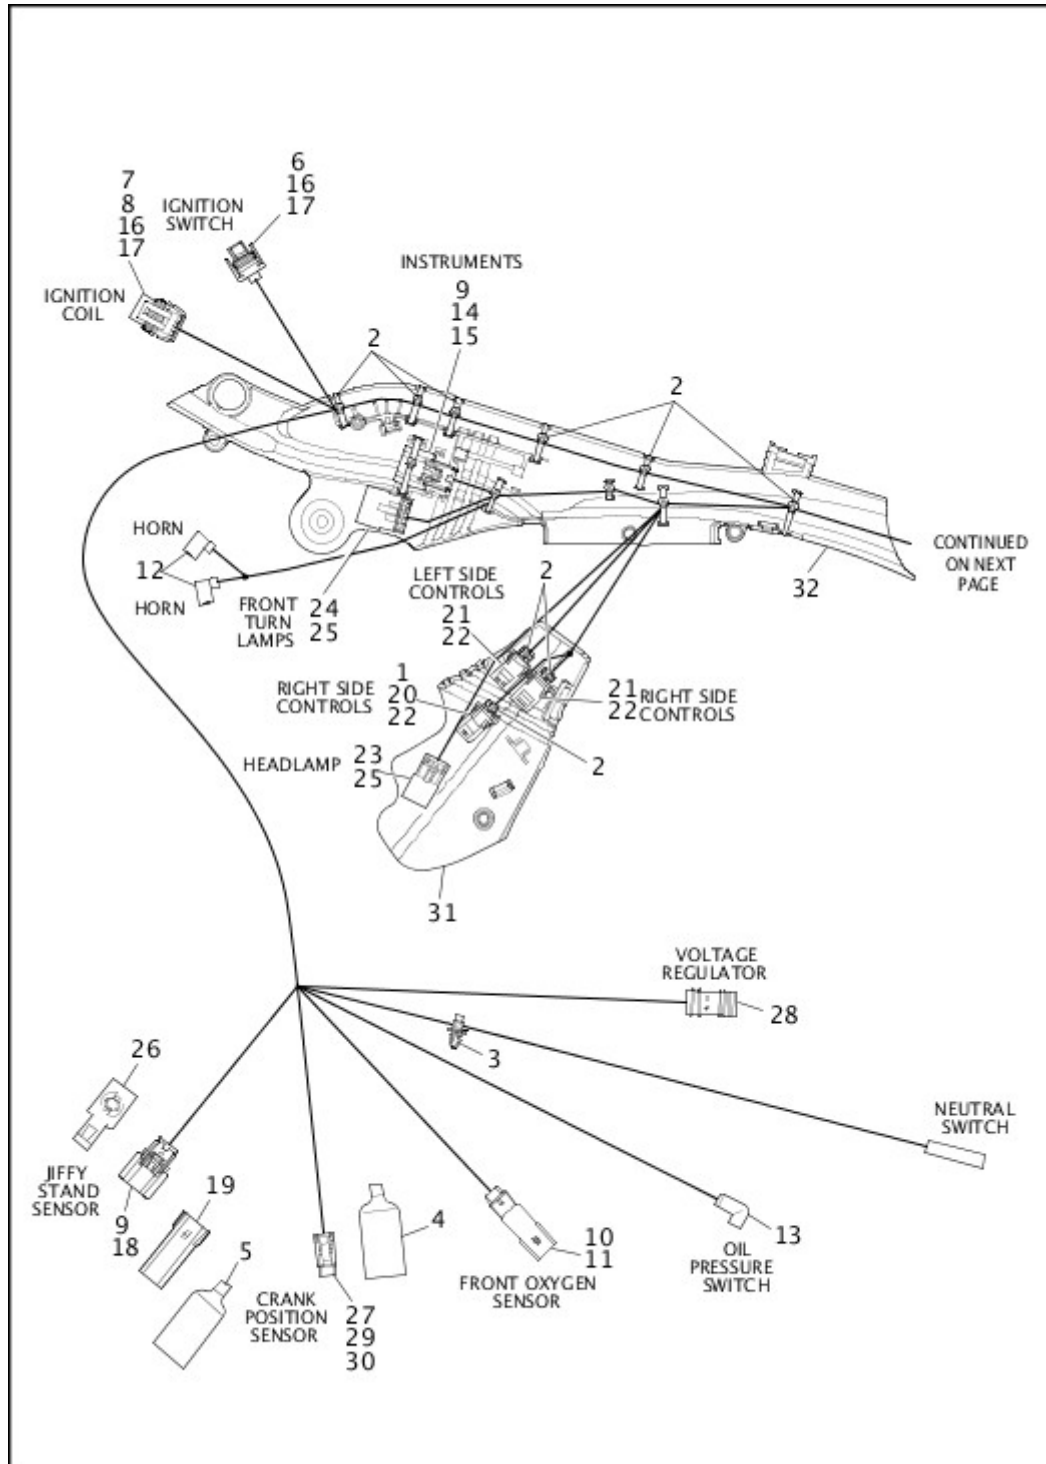 6
16
17
7
8
16
17
IGNITION
SWITCH
IGNITION
COIL
INSTRUMENTS
9
14
15
2
2
HORN
12
HORN
FRONT
TURN
LAMPS
24
25
LEFT SIDE
CONTROLS
21
22
2
32
CONTINUED
ON NEXT
PAGE
1
20
22
RIGHT SIDE
CONTROLS
21
22
RIGHT SIDE
CONTROLS
2
HEADLAMP
23
25
31
VOLTAGE
REGULATOR
28
3
26
NEUTRAL
SWITCH
JIFFY
STAND
SENSOR
9
18
19
5
4
CRANK
POSITION
SENSOR
27
29
30
10
11
FRONT OXYGEN
SENSOR
13
OIL
PRESSURE
SWITCH